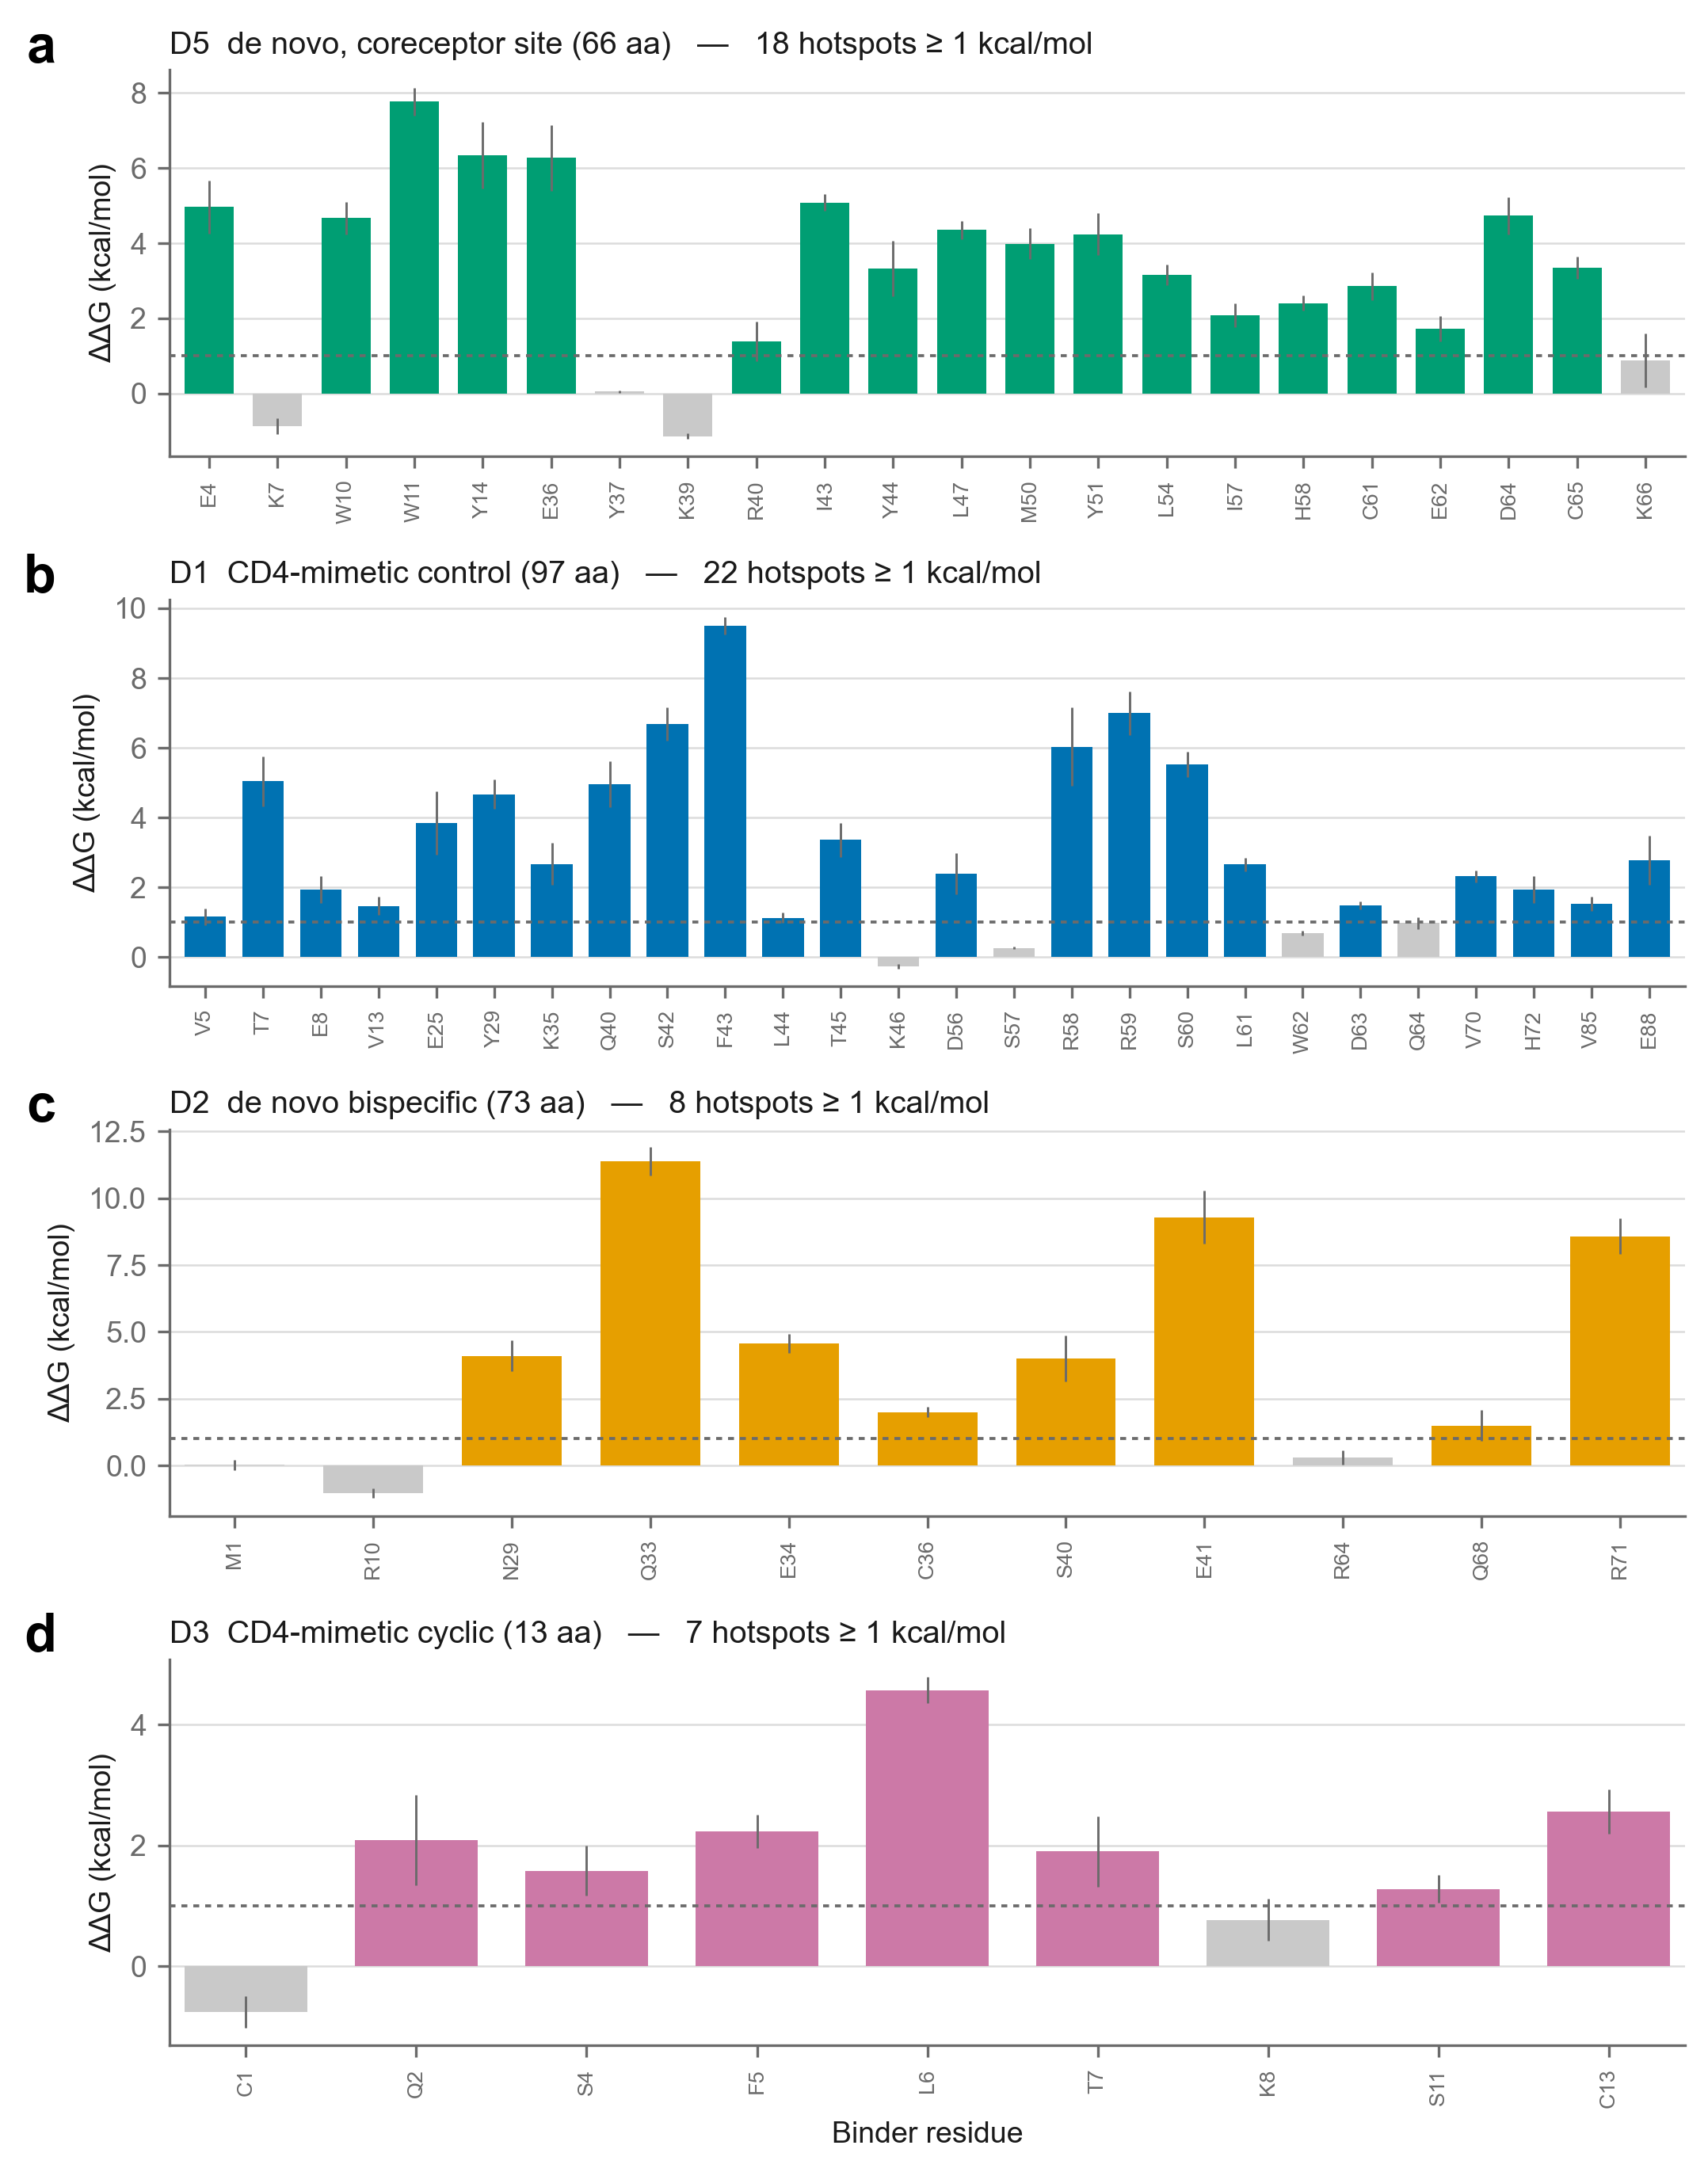 a
D5 de novo, coreceptor site (66 aa) — 18 hotspots ≥ 1 kcal/mol
ΔΔG (kcal/mol)
8
6
4
2
0
E4 K7 W10 W11 Y14 E36 Y37 K39 R40 I43 Y44 L47 M50 Y51 L54 I57 H58 C61 E62 D64 C65 K66
b
D1 CD4-mimetic control (97 aa) — 22 hotspots ≥ 1 kcal/mol
ΔΔG (kcal/mol)
10
8
6
4
2
0
V5 T7 E8 V13 E25 Y29 K35 Q40 S42 F43 L44 T45 K46 D56 S57 R58 R59 S60 L61 W62 D63 Q64 V70 H72 V85 E88
c
D2 de novo bispecific (73 aa) — 8 hotspots ≥ 1 kcal/mol
ΔΔG (kcal/mol)
12.5
10.0
7.5
5.0
2.5
0.0
M1 R10 N29 Q33 E34 C36 S40 E41 R64 Q68 R71
d
D3 CD4-mimetic cyclic (13 aa) — 7 hotspots ≥ 1 kcal/mol
ΔΔG (kcal/mol)
4
2
0
C1 Q2 S4 F5 L6 T7 K8 S11 C13
Binder residue